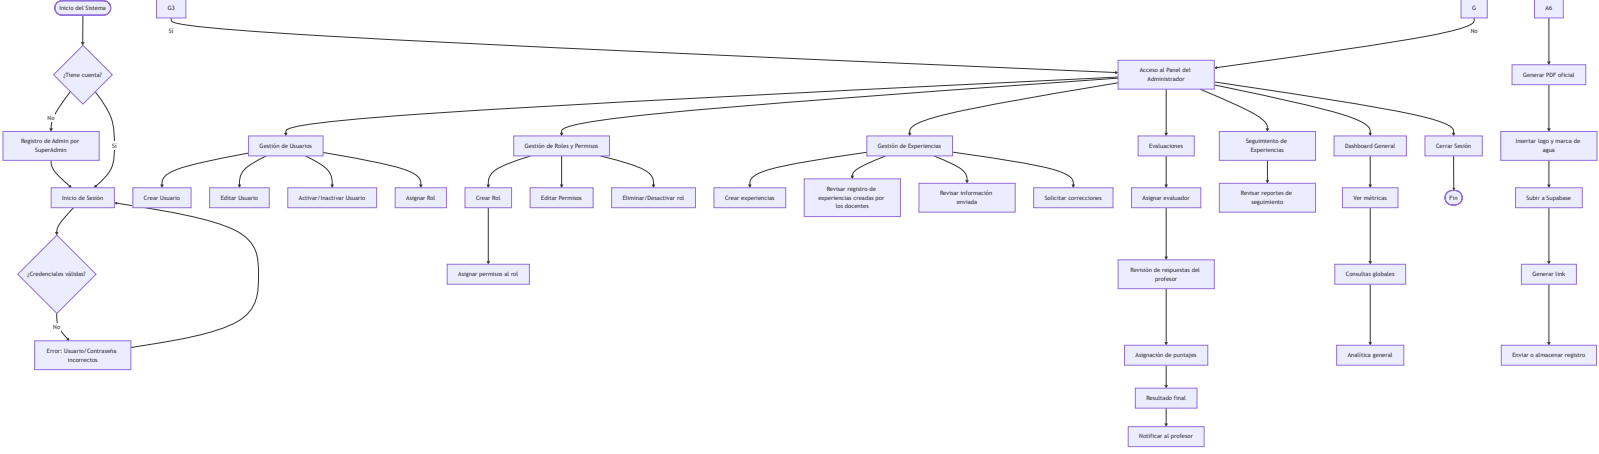 Inicio del Sistema
G3
G
A6
Sí
No
¿Tiene cuenta?
Acceso al Panel del
Administrador
Generar PDF oficial
No
Sí
Registro de Admin por
SuperAdmin
Gestión de Usuarios
Gestión de Roles y Permisos
Gestión de Experiencias
Evaluaciones
Seguimiento de
Experiencias
Dashboard General
Cerrar Sesión
Insertar logo y marca de
agua
Inicio de Sesión
Crear Usuario
Editar Usuario
Activar/Inactivar Usuario
Asignar Rol
Crear Rol
Editar Permisos
Eliminar/Desactivar rol
Crear experiencias
Revisar registro de
experiencias creadas por
los docentes
Revisar información
enviada
Solicitar correcciones
Asignar evaluador
Revisar reportes de
seguimiento
Ver métricas
Fin
Subir a Supabase
¿Credenciales válidas?
Asignar permisos al rol
Revisión de respuestas del
profesor
Consultas globales
Generar link
No
Error: Usuario/Contraseña
incorrectos
Asignación de puntajes
Analítica general
Enviar o almacenar registro
Resultado final
Notificar al profesor